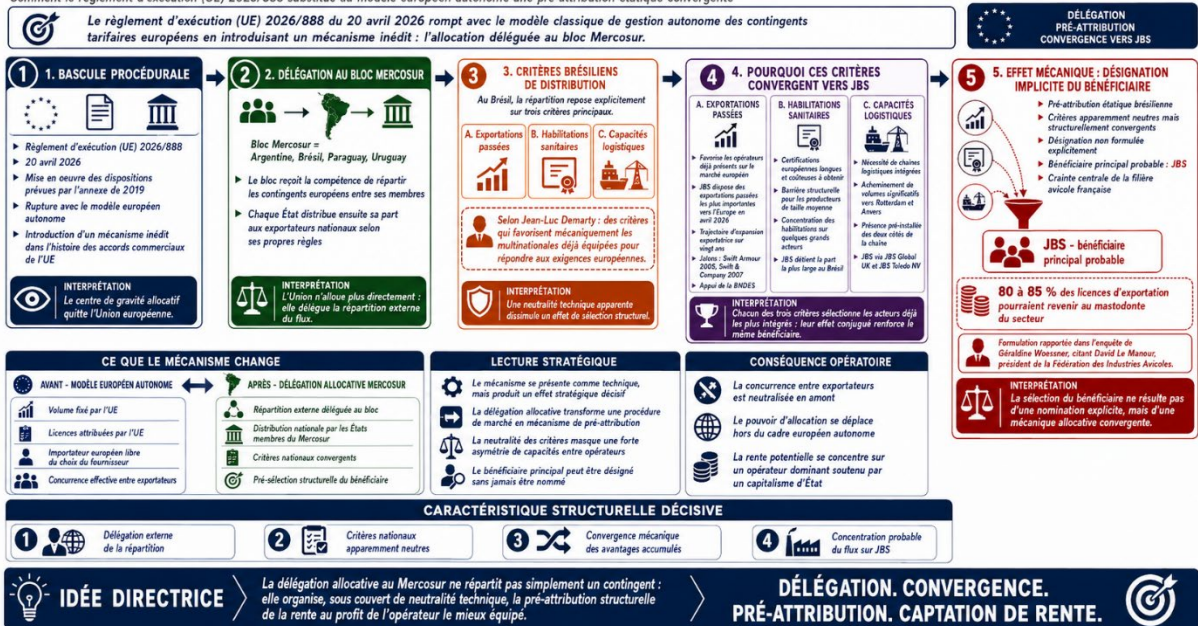 Comment le règlement d'exécution (UE) 2026/888 substitue au modèle européen autonome une pré-attribution étatique convergente
Le règlement d'exécution (UE) 2026/888 du 20 avril 2026 rompt avec le modèle classique de gestion autonome des contingents
tarifaires européens en introduisant un mécanisme inédit : l'allocation déléguée au bloc Mercosur.
DÉLÉGATION
PRÉ-ATTRIBUTION
CONVERGENCE VERS JBS
1
1. BASCULE PROCÉDURALE
Règlement d'exécution (UE) 2026/888
20 avril 2026
Mise en oeuvre des dispositions
prévues par l'annexe de 2019
Rupture avec le modèle européen
autonome
Introduction d'un mécanisme inédit
dans l'histoire des accords commerciaux
de l'UE
INTERPRÉTATION
Le centre de gravité allocatif
quitte l'Union européenne.
2
2. DÉLÉGATION AU BLOC MERCOSUR
Bloc Mercosur =
Argentine, Brésil, Paraguay, Uruguay
Le bloc reçoit la compétence de répartir
les contingents européens entre ses membres
Chaque État distribue ensuite sa part
aux exportateurs nationaux selon
ses propres règles
INTERPRÉTATION
L'Union n'alloue plus directement :
elle délègue la répartition externe
du flux.
3
3. CRITÈRES BRÉSILIENS
DE DISTRIBUTION
Au Brésil, la répartition repose explicitement
sur trois critères principaux.
A. Exportations
passées
B. Habilitations
sanitaires
C. Capacités
logistiques
Selon Jean-Luc Demarty : des critères
qui favorisent mécaniquement les
multinationales déjà équipées pour
répondre aux exigences européennes.
INTERPRÉTATION
Une neutralité technique apparente
dissimule un effet de sélection structurel.
4
4. POURQUOI CES CRITÈRES
CONVERGENT VERS JBS
A. EXPORTATIONS
PASSÉES
Favorise les opérateurs
déjà présents sur le
marché européen
JBS dispose des
exportations passées
les plus importantes
vers l'Europe en
avril 2026
Trajectoire d'expansion
exportatrice sur
vingt ans
Jalons : Swift Armour
2005, Swift &
Company 2007
Appui de la BNDES
B. HABILITATIONS
SANITAIRES
Certifications
européennes longues et
coûteuses à obtenir
Barrière structurelle
pour les producteurs de
taille moyenne
Concentration des
habilitations sur
quelques grands
acteurs
JBS détient la part
la plus large au Brésil
C. CAPACITÉS
LOGISTIQUES
Nécessité de chaînes
logistiques intégrées
Acheminement de
volumes significatifs
vers Rotterdam et
Anvers
Présence pré-installée
des deux côtés de
la chaîne
JBS via JBS Global
UK et JBS Toledo NV
INTERPRÉTATION
Chacun des trois critères sélectionne les acteurs déjà
les plus intégrés : leur effet conjugué renforce le
même bénéficiaire.
5
5. EFFET MÉCANIQUE : DÉSIGNATION
IMPLICITE DU BÉNÉFICIAIRE
Pré-attribution étatique brésilienne
Critères apparemment neutres mais
structurellement convergents
Désignation non formulée
explicitement
Bénéficiaire principal probable : JBS
Crainte centrale de la filière
avicole française
JBS - bénéficiaire
principal probable
80 à 85 % des licences d'exportation
pourraient revenir au mastodonte
du secteur
Formulation rapportée dans l'enquête de
Géraldine Woessner, citant David Le Manour,
président de la Fédération des Industries Avicoles.
INTERPRÉTATION
La sélection du bénéficiaire ne résulte pas
d'une nomination explicite, mais d'une
mécanique allocative convergente.
CE QUE LE MÉCANISME CHANGE
AVANT - MODÈLE EUROPÉEN AUTONOME
Volume fixé par l'UE
Licences attribuées par l'UE
Importateur européen libre
du choix du fournisseur
Concurrence effective entre exportateurs
APRÈS - DÉLÉGATION ALLOCATIVE MERCOSUR
Répartition externe déléguée au bloc
Distribution nationale par les États
membres du Mercosur
Critères nationaux convergents
Pré-sélection structurelle du bénéficiaire
LECTURE STRATÉGIQUE
Le mécanisme se présente comme technique,
mais produit un effet stratégique décisif
La délégation allocative transforme une procédure
de marché en mécanisme de pré-attribution
La neutralité des critères masque une forte
asymétrie de capacités entre opérateurs
Le bénéficiaire principal peut être désigné
sans jamais être nommé
CONSÉQUENCE OPÉRATOIRE
La concurrence entre exportateurs
est neutralisée en amont
Le pouvoir d'allocation se déplace
hors du cadre européen autonome
La rente potentielle se concentre sur
un opérateur dominant soutenu par
un capitalisme d'État
CARACTÉRISTIQUE STRUCTURELLE DÉCISIVE
1
Délégation externe
de la répartition
2
Critères nationaux
apparemment neutres
3
Convergence mécanique
des avantages accumulés
4
Concentration probable
du flux sur JBS
IDÉE DIRECTRICE
La délégation allocative au Mercosur ne répartit pas simplement un contingent :
elle organise, sous couvert de neutralité technique, la pré-attribution structurelle
de la rente au profit de l'opérateur le mieux équipé.
DÉLÉGATION. CONVERGENCE.
PRÉ-ATTRIBUTION. CAPTATION DE RENTE.